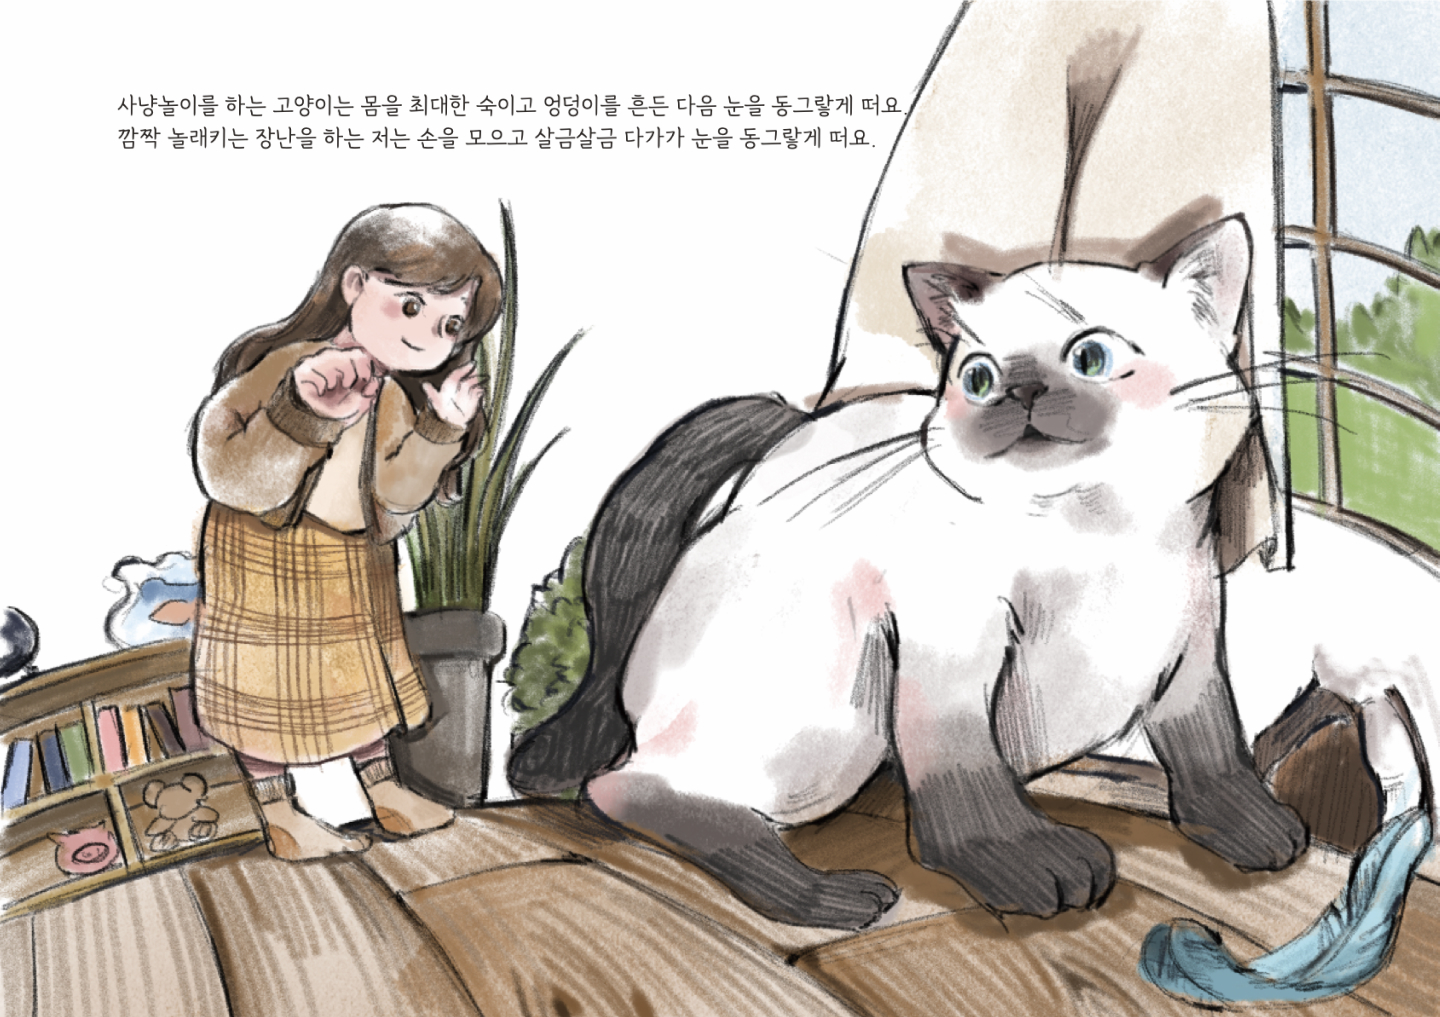 사냥놀이를 하는 고양이는 몸을 최대한 숙이고 엉덩이를 흔든 다음 눈을 동그랗게 떠요.
깜짝 놀래키는 장난을 하는 저는 손을 모으고 살금살금 다가가 눈을 동그랗게 떠요.